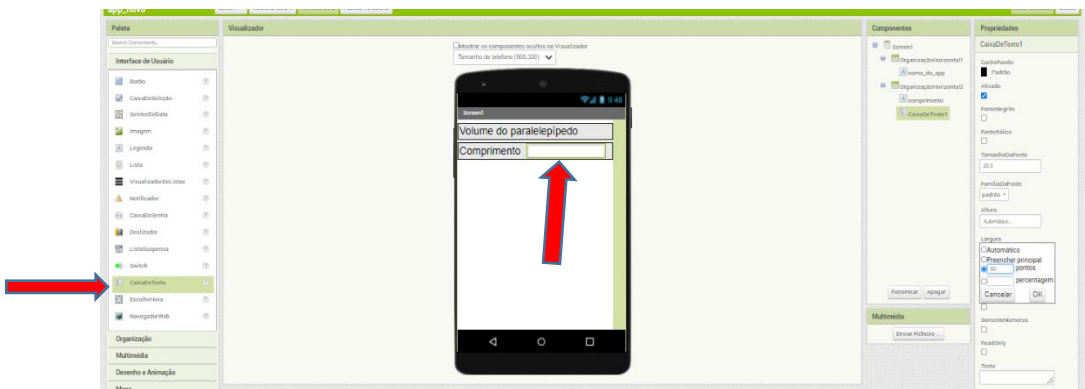 app_novo
Paleta
Search Components...
Interface de Usuário
Botão
CaixaDeSeleção
SeletorDeData
Imagem
Legenda
Lista
VisualizadorDeListas
Notificador
CaixaDeSenha
Deslizador
ListaSuspensa
Switch
CaixaDeTexto
EscolheHora
NavegadorWeb
Organização
Multimédia
Desenho e Animação
Visualizador
Mostrar os componentes ocultos no Visualizador
Tamanho de telefone (505,320)
9:48
Screen1
Volume do paralelepípedo
Comprimento
Componentes
Screen1
OrganizaçãoHorizontal1
nome_do_app
OrganizaçãoHorizontal2
comprimento
CaixaDeTexto1
Renomear
Apagar
Multimédia
Enviar Ficheiro ...
Propriedades
CaixaDeTexto1
CorDeFundo
Padrão
Ativado
FonteNegrito
FonteItálico
TamanhoDaFonte
20.0
FamíliaDaFonte
padrão
Altura
Automático...
Largura
Automático
Preencher principal
pontos
percentagem
Cancelar
OK
SomenteNúmeros
ReadOnly
Texto